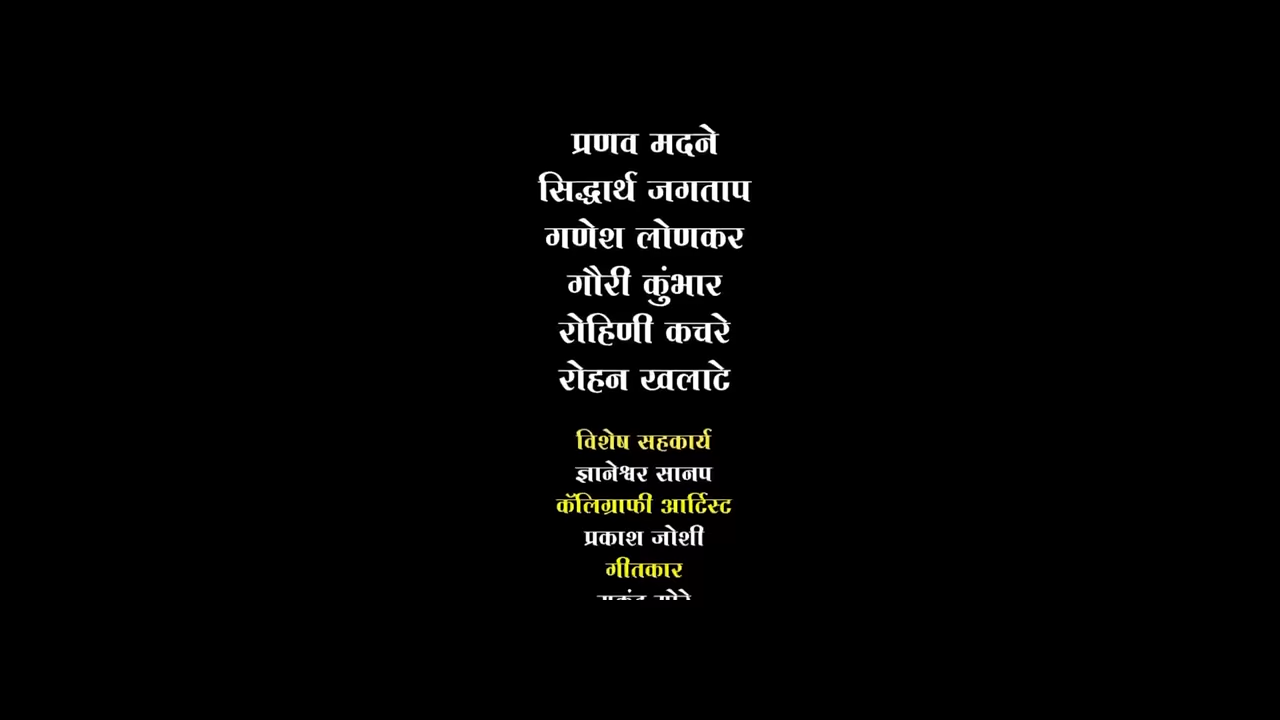 प्रणव मदने
सिद्धार्थ जगताप
गणेश लोणकर
गौरी कुंभार
रोहिणी कचरे
रोहन खलाटे
विशेष सहकार्य
ज्ञानेश्वर सानप
कॅलिग्राफी आर्टिस्ट
प्रकाश जोशी
गीतकार